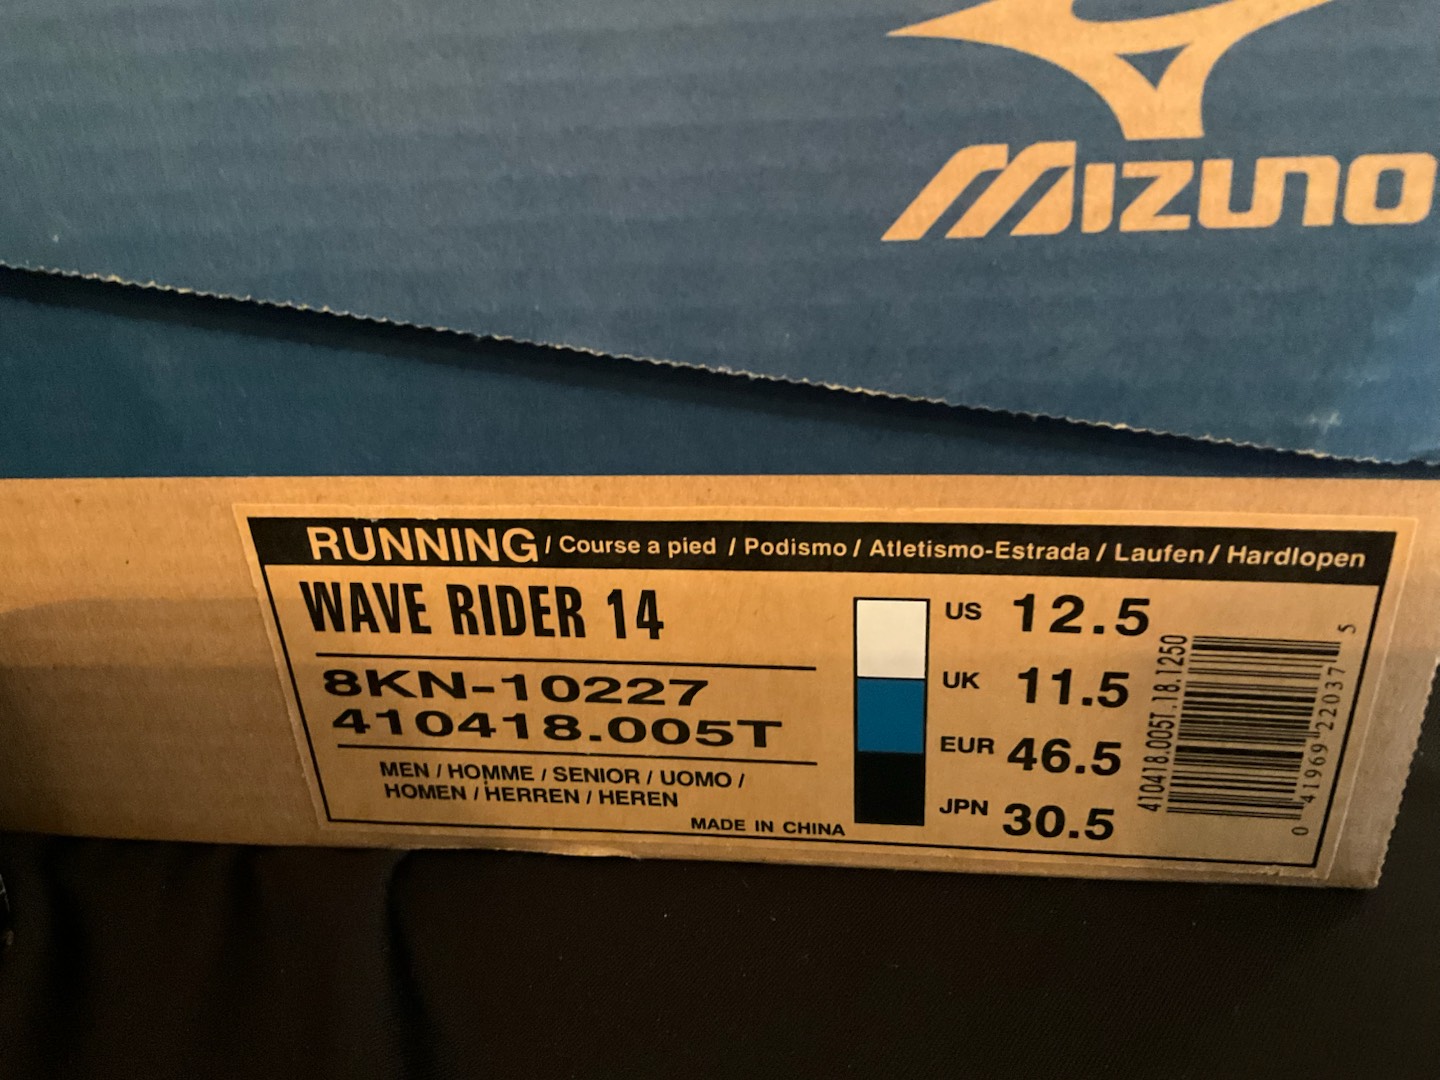 MIZUNO
RUNNING / Course a pied / Podismo / Atletismo-Estrada / Laufen / Hardlopen
WAVE RIDER 14
8KN-10227
410418.005T
MEN / HOMME / SENIOR / UOMO /
HOMEN / HERREN / HEREN
MADE IN CHINA
US 12.5
UK 11.5
EUR 46.5
JPN 30.5
410418.005T.18.1250
0 41969 22037 5